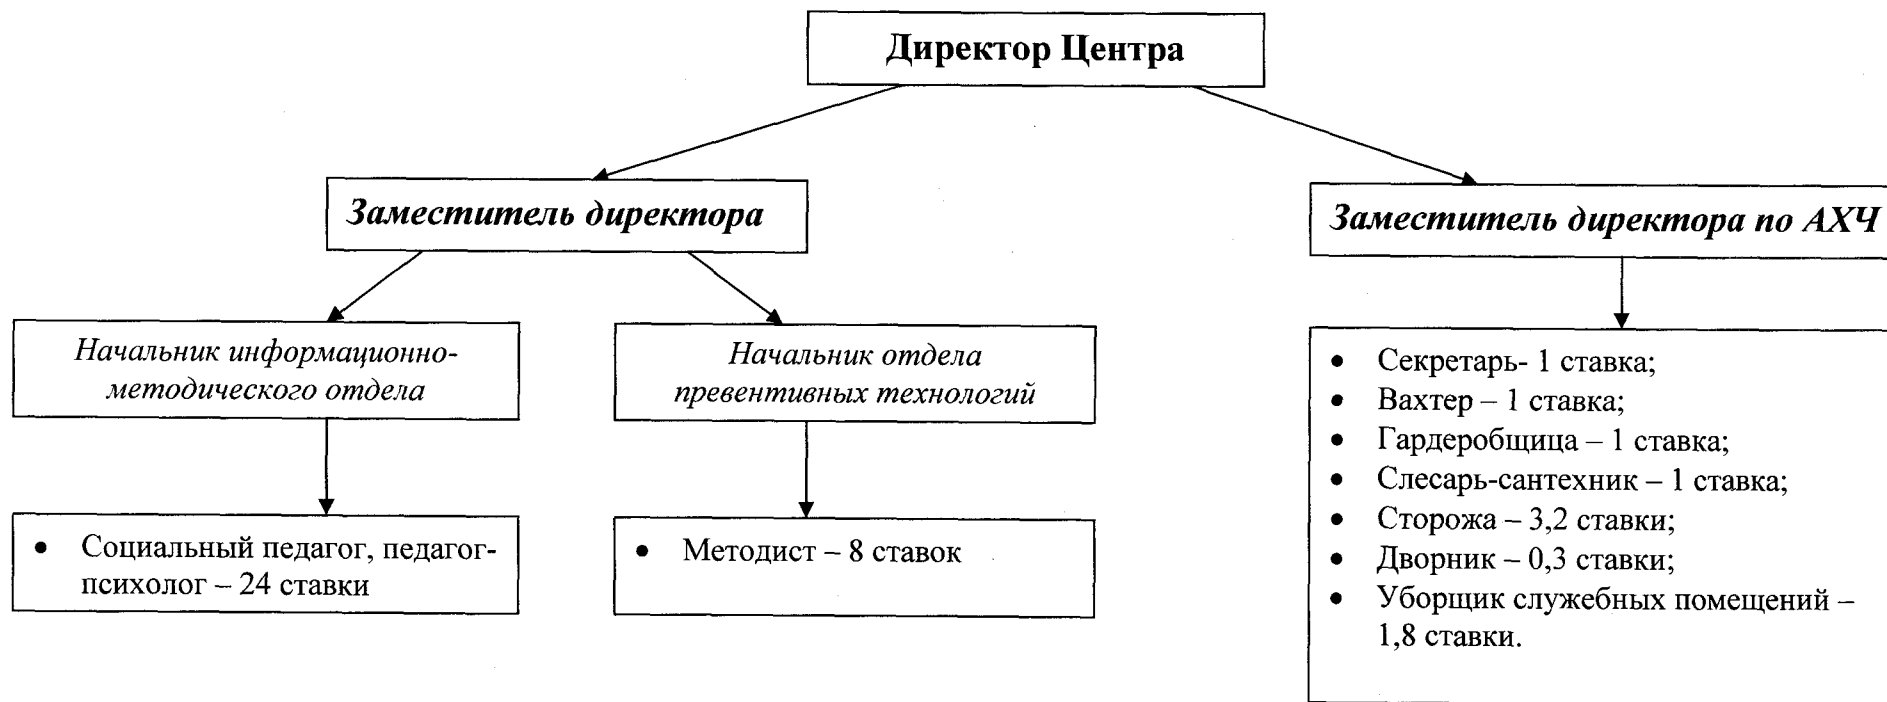 Директор Центра
Заместитель директора
Заместитель директора по АХЧ
Начальник информационно-
методического отдела
Начальник отдела
превентивных технологий
• Социальный педагог, педагог-
психолог – 24 ставки
• Методист – 8 ставок
• Секретарь- 1 ставка;
• Вахтер – 1 ставка;
• Гардеробщица – 1 ставка;
• Слесарь-сантехник – 1 ставка;
• Сторожа – 3,2 ставки;
• Дворник – 0,3 ставки;
• Уборщик служебных помещений –
1,8 ставки.